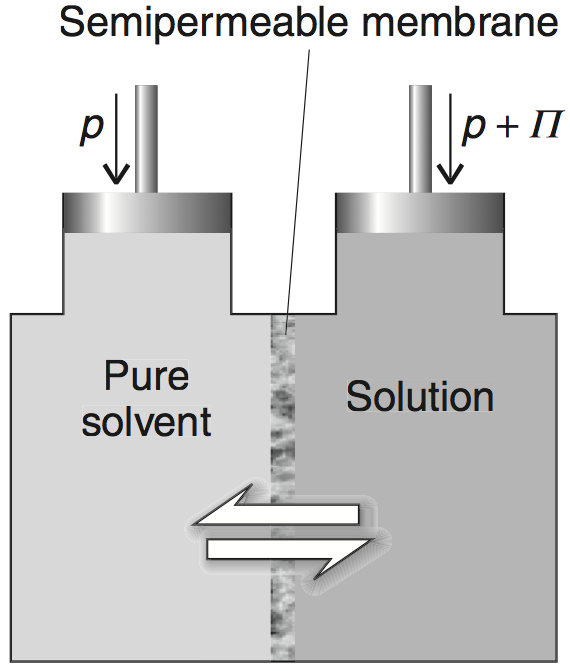 Semipermeable membrane
p
p + Π
Pure
solvent
Solution